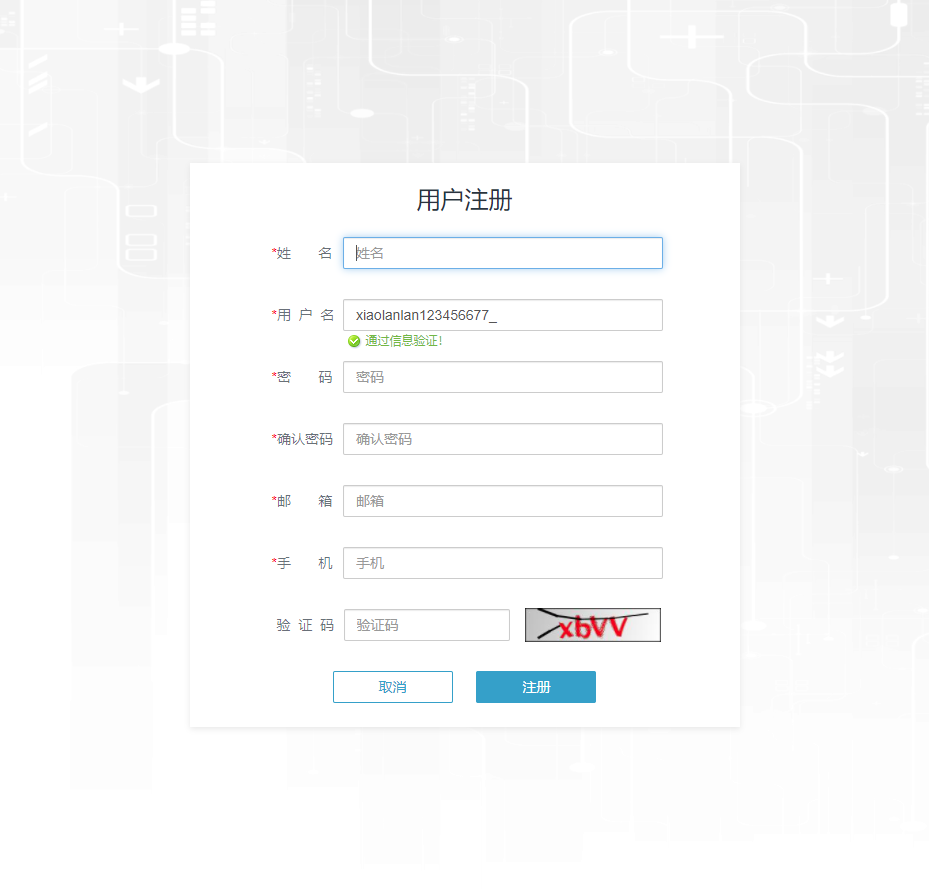 用户注册
*姓 名 姓名
*用 户 名 xiaolanlan123456677_
通过信息验证!
*密 码 密码
*确认密码 确认密码
*邮 箱 邮箱
*手 机 手机
验 证 码 验证码 xbVV
取消 注册